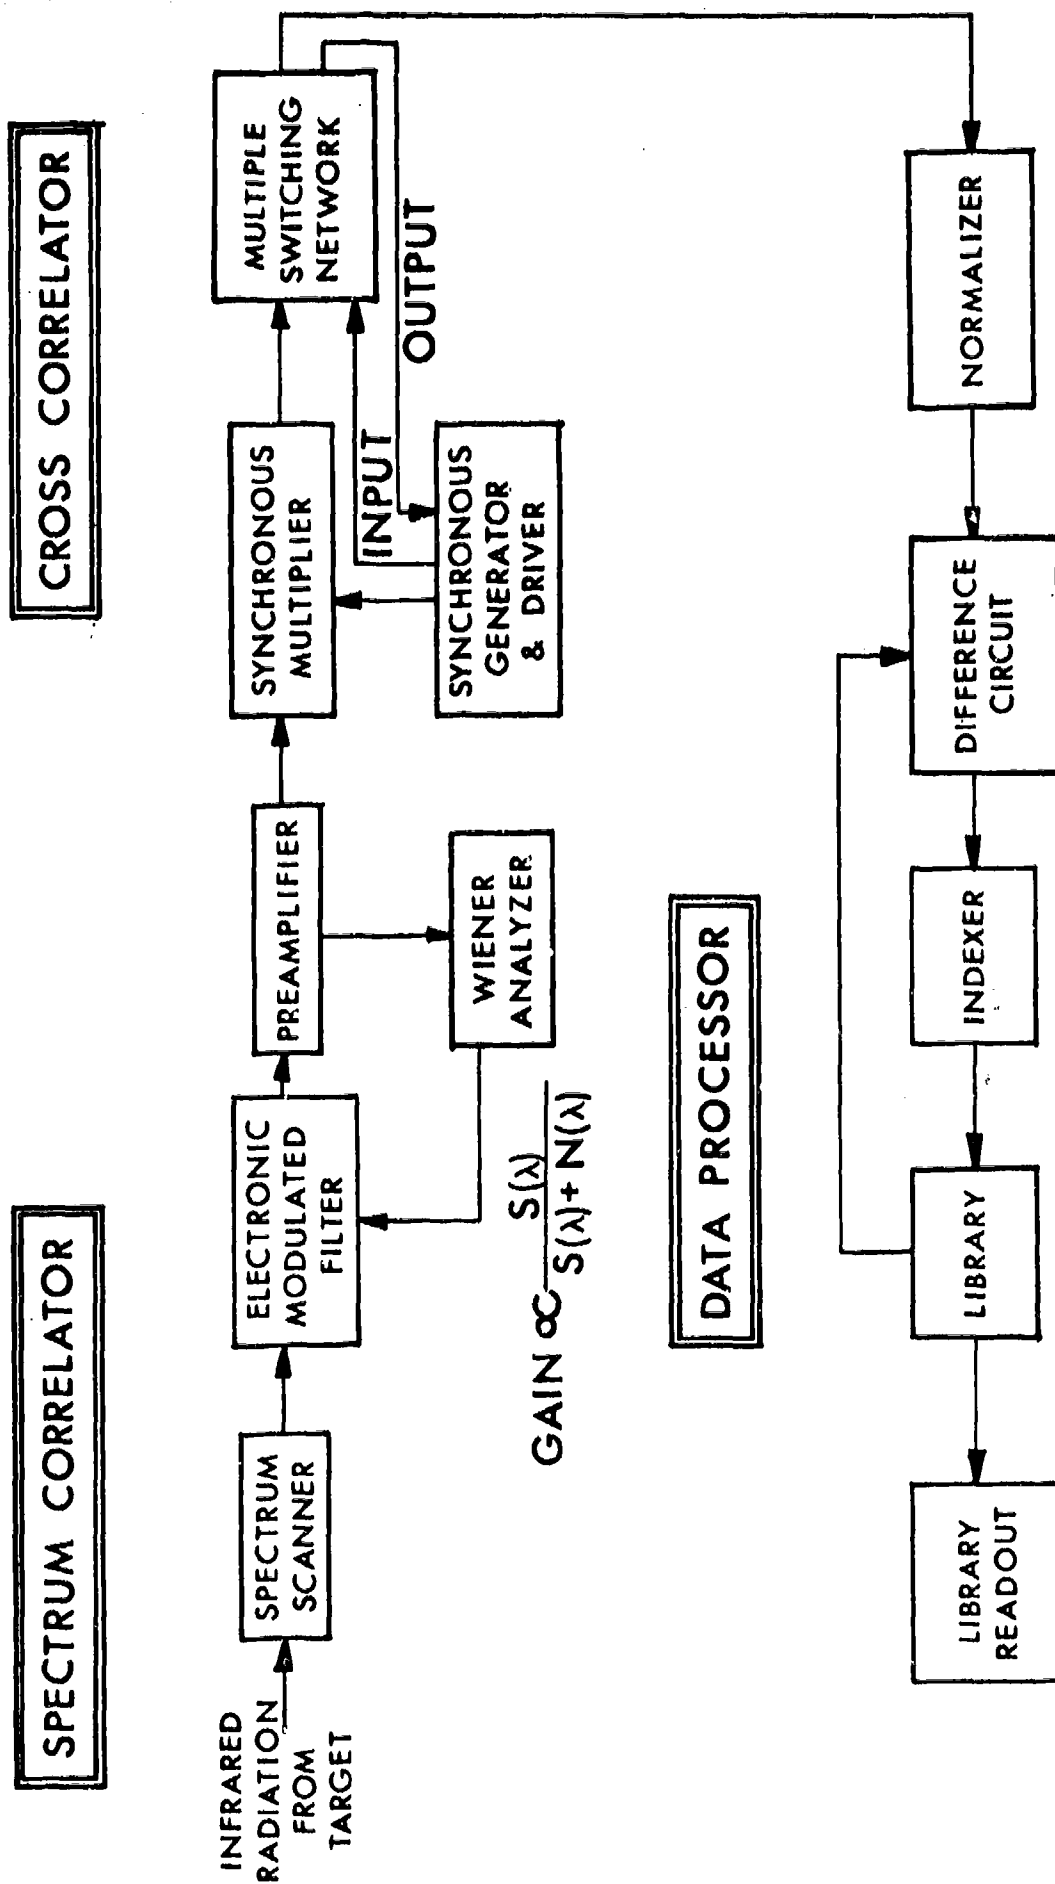 SPECTRUM CORRELATOR
CROSS CORRELATOR
INFRARED
RADIATION
FROM
TARGET
SPECTRUM
SCANNER
ELECTRONIC
MODULATED
FILTER
PREAMPLIFIER
SYNCHRONOUS
MULTIPLIER
MULTIPLE
SWITCHING
NETWORK
WIENER
ANALYZER
INPUT
OUTPUT
SYNCHRONOUS
GENERATOR
& DRIVER
GAIN ∝ S(λ)
S(λ)+ N(λ)
DATA PROCESSOR
LIBRARY
READOUT
LIBRARY
INDEXER
DIFFERENCE
CIRCUIT
NORMALIZER